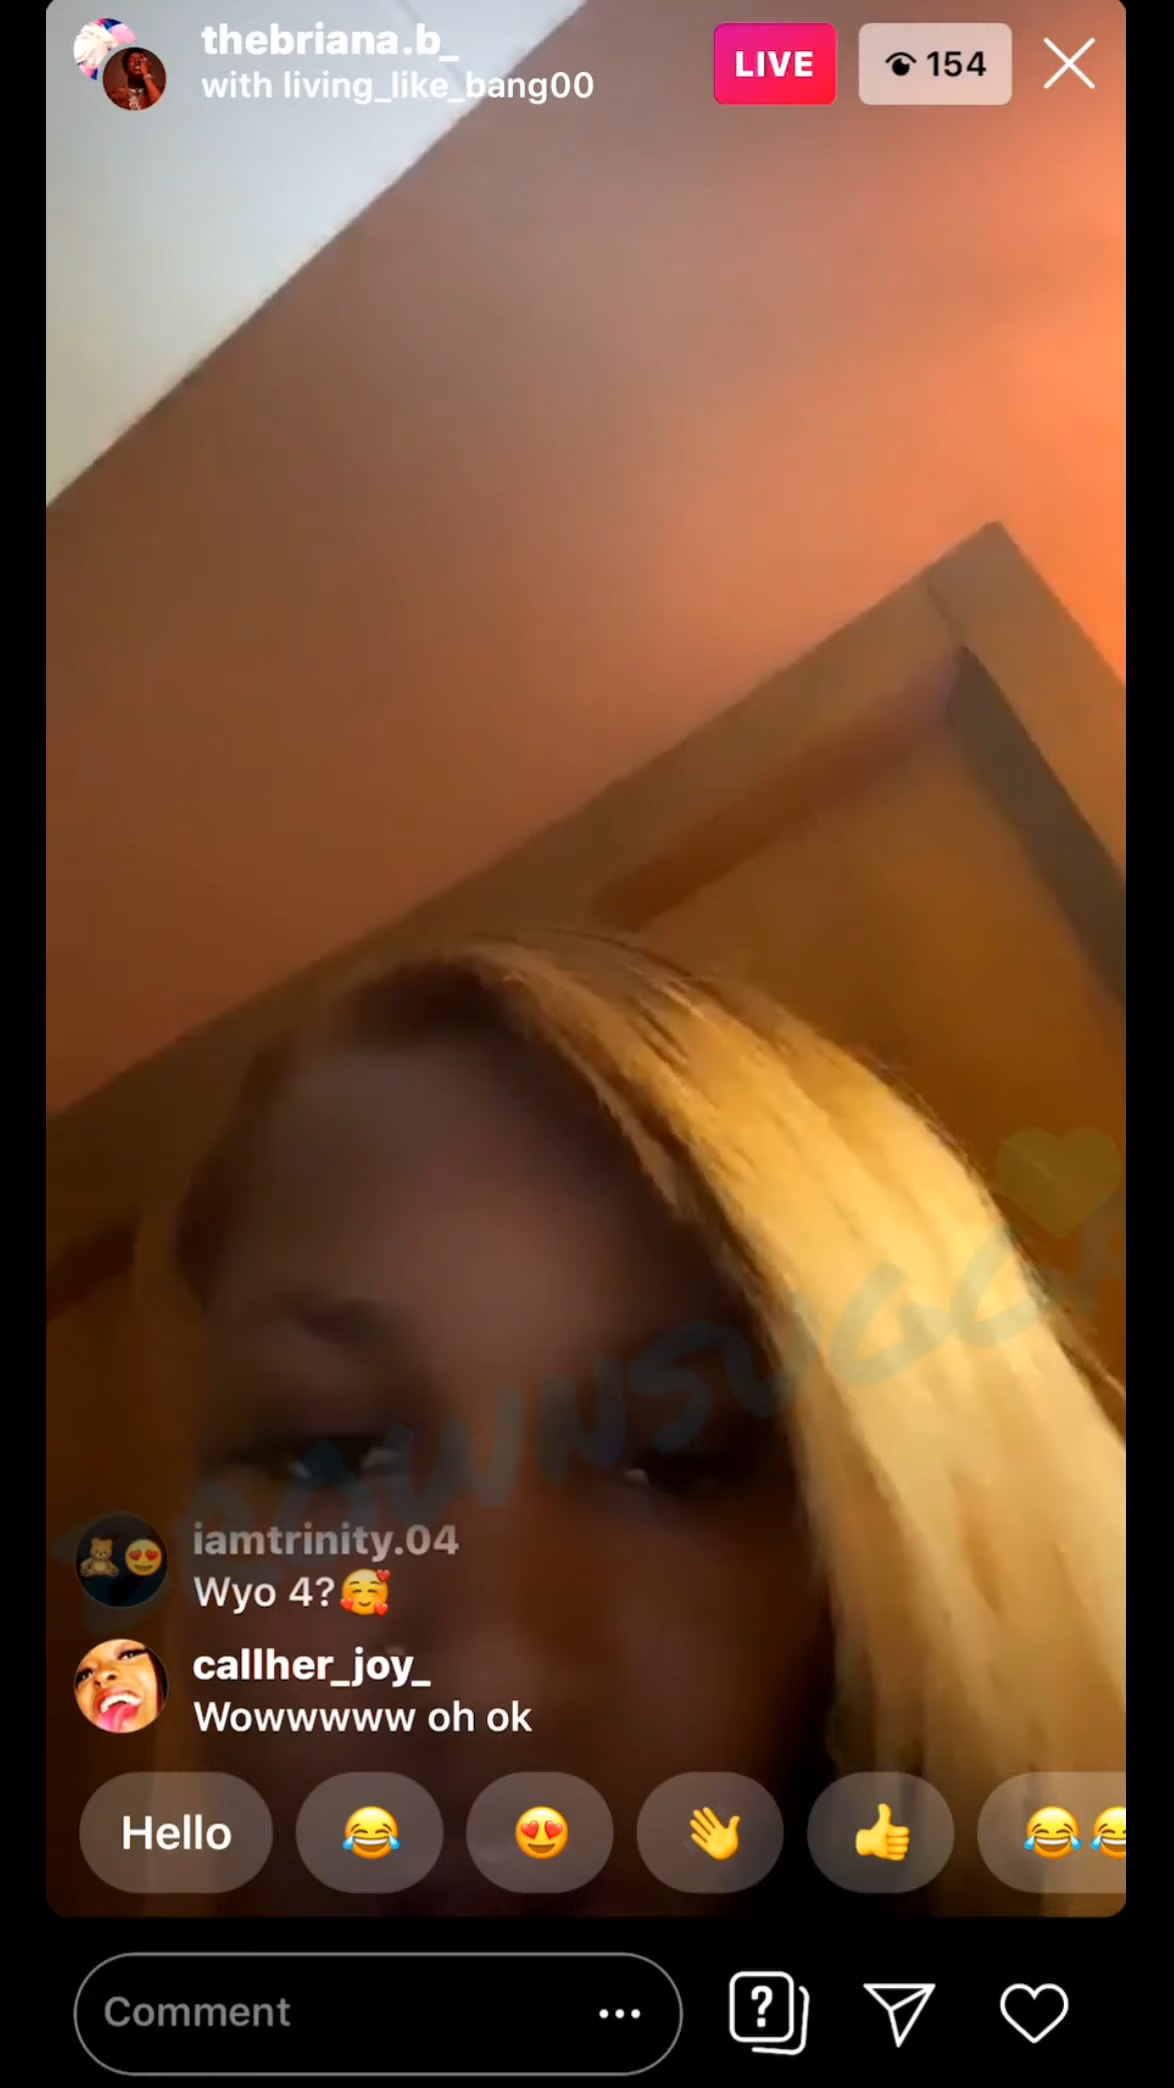 thebriana.b_
with living_like_bang00
LIVE
154
iamtrinity.04
Wyo 4?🥰
callher_joy_
Wowwwww oh ok
Hello
Comment